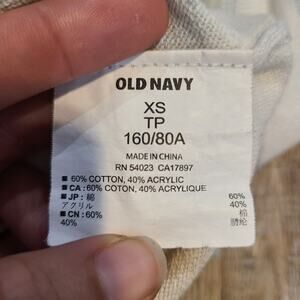 OLD NAVY
XS
TP
160/80A
MADE IN CHINA
RN 54023 CA17897
■ 60% COTTON, 40% ACRYLIC
■ CA : 60% COTON, 40% ACRYLIQUE
■ JP : 綿 60%
アクリル 40%
■ CN : 60% 棉
40% 腈纶